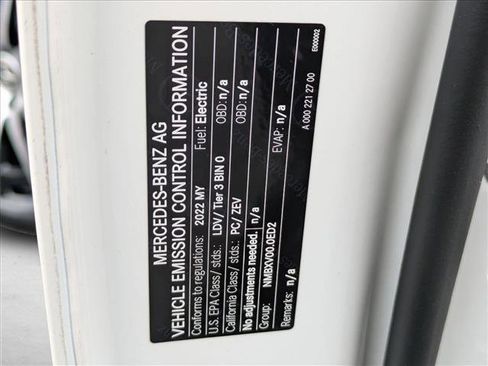 MERCEDES-BENZ AG
VEHICLE EMISSION CONTROL INFORMATION
Conforms to regulations: 2022 MY Fuel: Electric
U.S. EPA Class / stds.: LDV/ Tier 3 BIN 0 OBD: n/a
California Class / stds.: PC/ ZEV OBD: n/a
No adjustments needed. n/a
Group: NMBXV00.0ED2 EVAP: n/a
Remarks: n/a
A 000 221 27 00
E000002